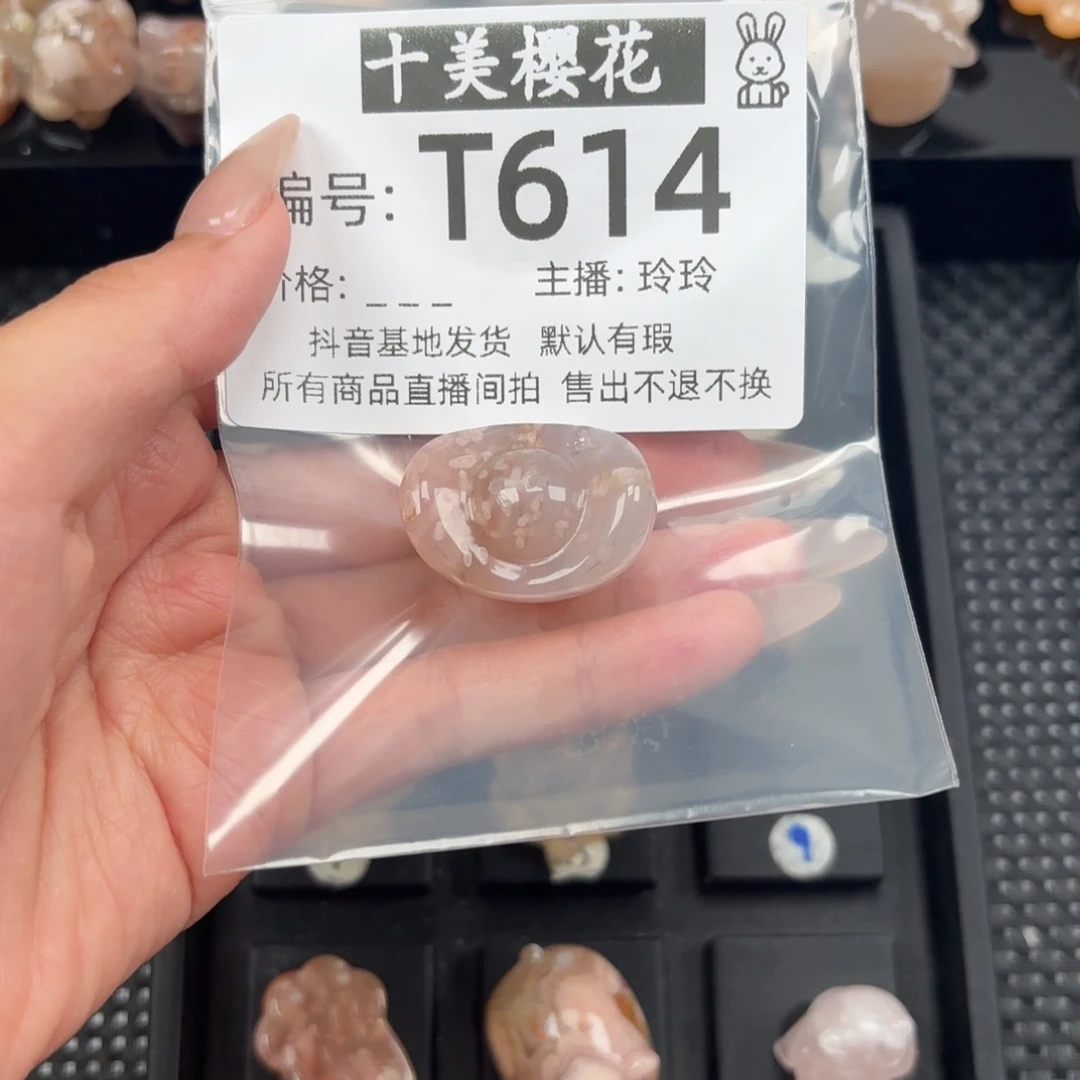 十美樱花
编号: T614
价格: _ _ _ 主播: 玲玲
抖音基地发货 默认有瑕
所有商品直播间拍 售出不退不换